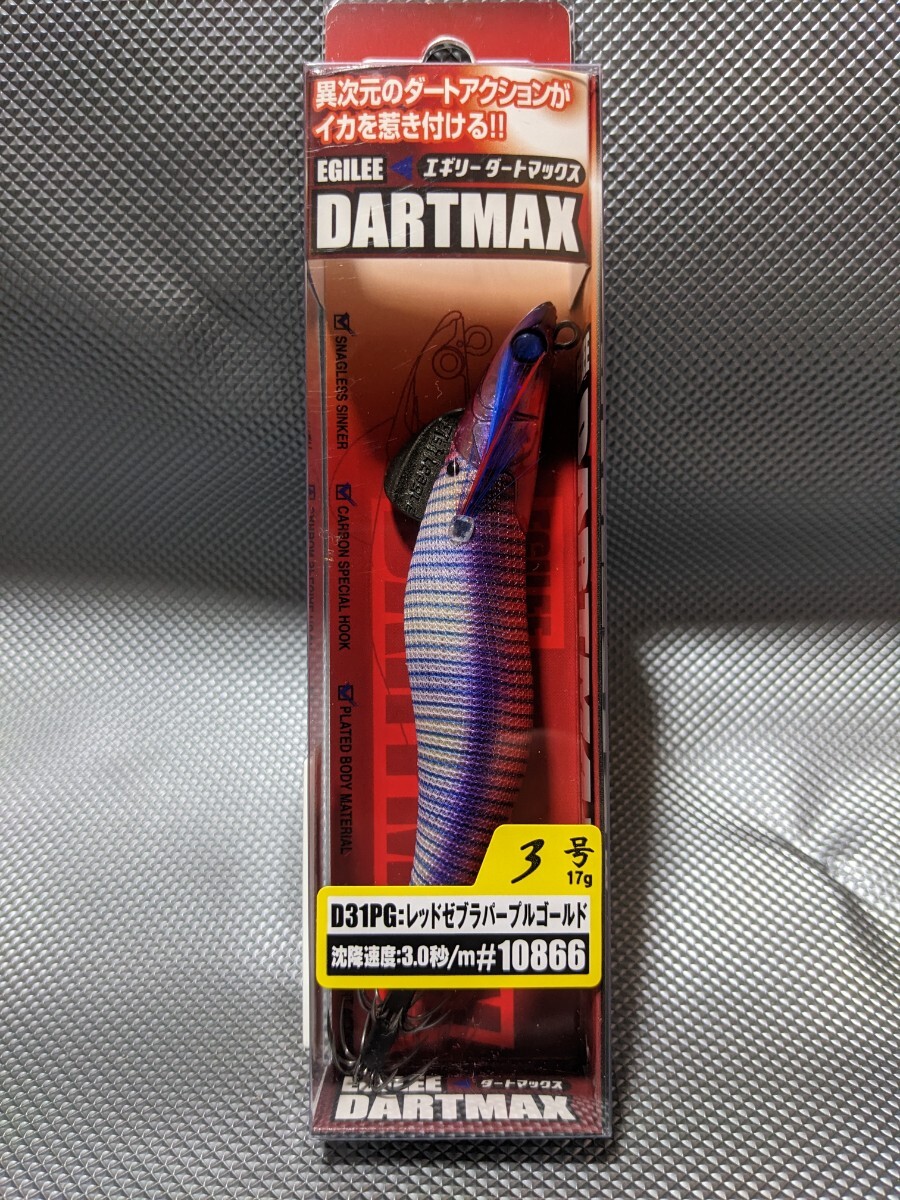 異次元のダートアクションが
イカを惹き付ける!!
EGILEE エギリーダートマックス
DARTMAX
SNAGLESS SINKER
CARBON SPECIAL HOOK
PLATED BODY MATERIAL
3号
17g
D31PG:レッドゼブラパープルゴールド
沈降速度:3.0秒/m#10866
EGILEE ダートマックス
DARTMAX